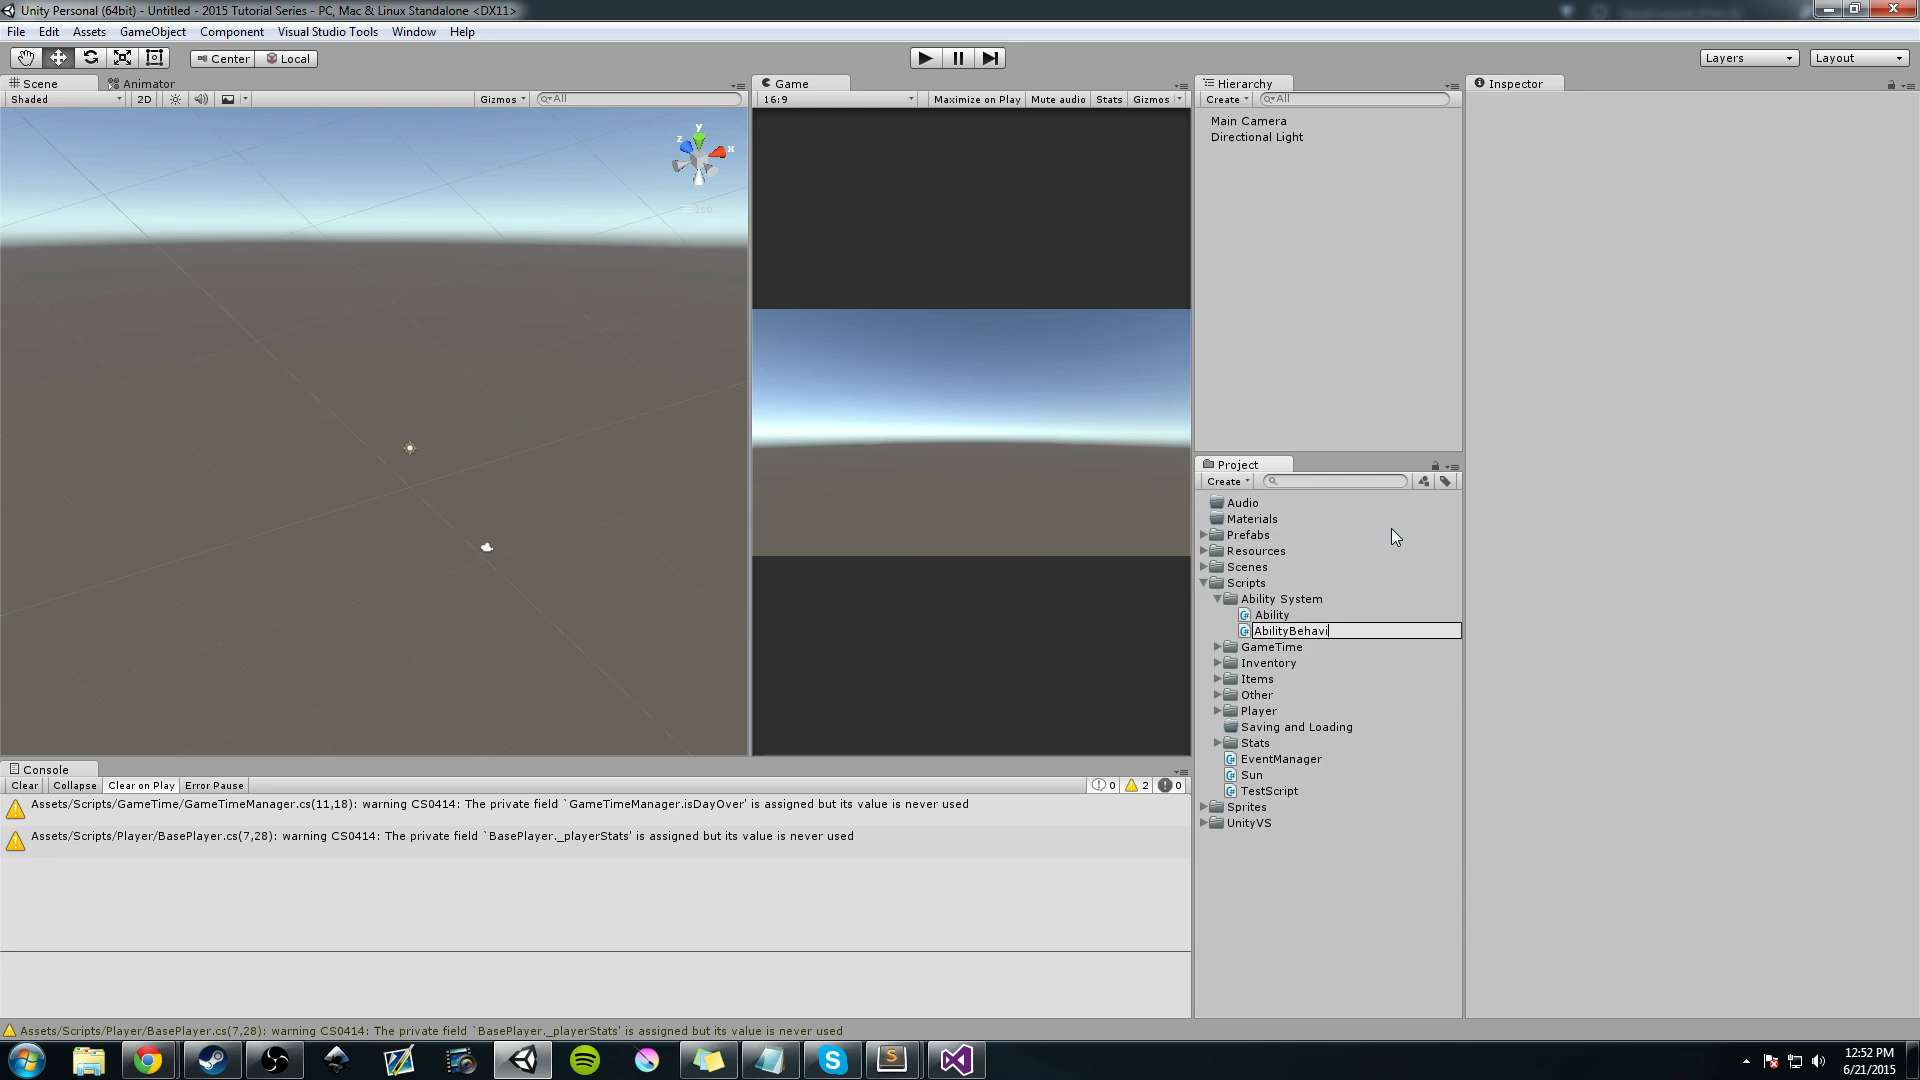 Unity Personal (64bit) - Untitled - 2015 Tutorial Series - PC, Mac & Linux Standalone <DX11>
File Edit Assets GameObject Component Visual Studio Tools Window Help
Center Local Layers Layout
Scene Animator
Shaded 2D Gizmos All
y
z x
Iso
Game
16:9 Maximize on Play Mute audio Stats Gizmos
Hierarchy
Create All
Main Camera
Directional Light
Inspector
Project
Create
Audio
Materials
Prefabs
Resources
Scenes
Scripts
Ability System
Ability
AbilityBehavi
GameTime
Inventory
Items
Other
Player
Saving and Loading
Stats
EventManager
Sun
TestScript
Sprites
UnityVS
Console
Clear Collapse Clear on Play Error Pause 0 2 0
Assets/Scripts/GameTime/GameTimeManager.cs(11,18): warning CS0414: The private field `GameTimeManager.isDayOver' is assigned but its value is never used
Assets/Scripts/Player/BasePlayer.cs(7,28): warning CS0414: The private field `BasePlayer._playerStats' is assigned but its value is never used
Assets/Scripts/Player/BasePlayer.cs(7,28): warning CS0414: The private field `BasePlayer._playerStats' is assigned but its value is never used
12:52 PM
6/21/2015